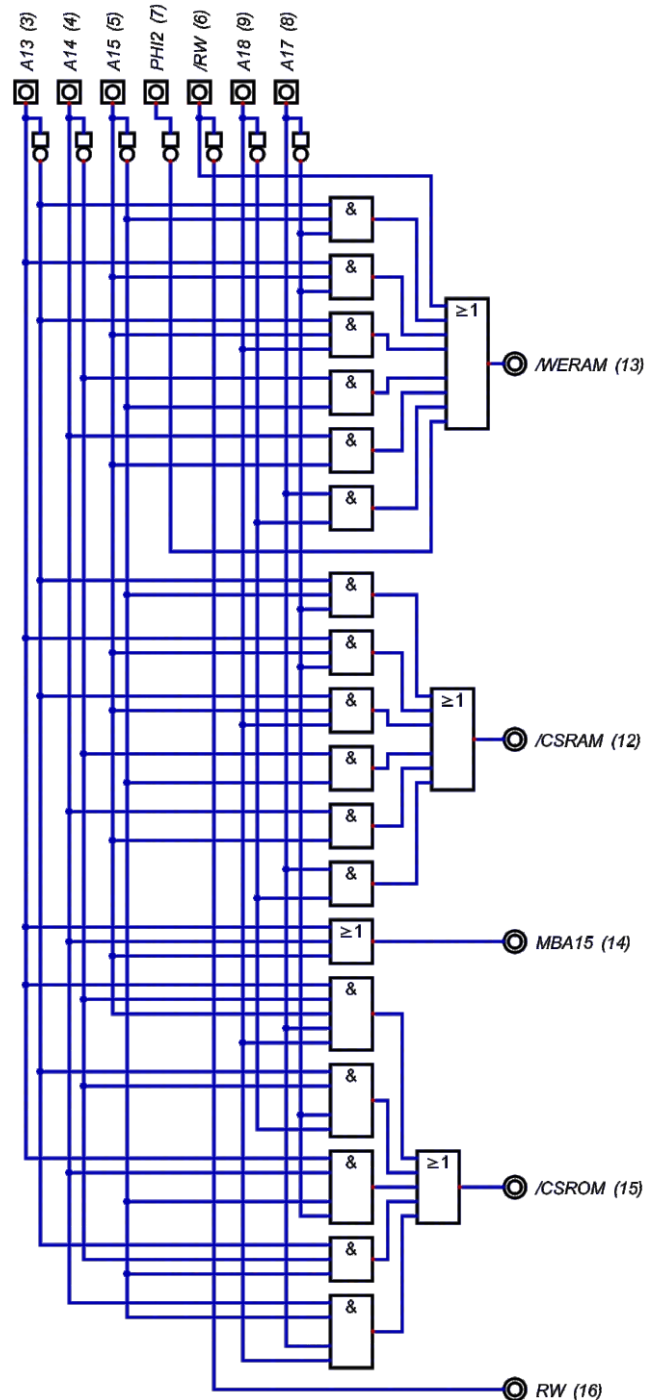 A13 (3)
A14 (4)
A15 (5)
PHI2 (7)
/RW (6)
A18 (9)
A17 (8)
&
&
&
≥1
/WERAM (13)
&
&
&
&
&
≥1
&
/CSRAM (12)
&
&
&
≥1
MBA15 (14)
&
&
&
≥1
/CSROM (15)
&
&
RW (16)